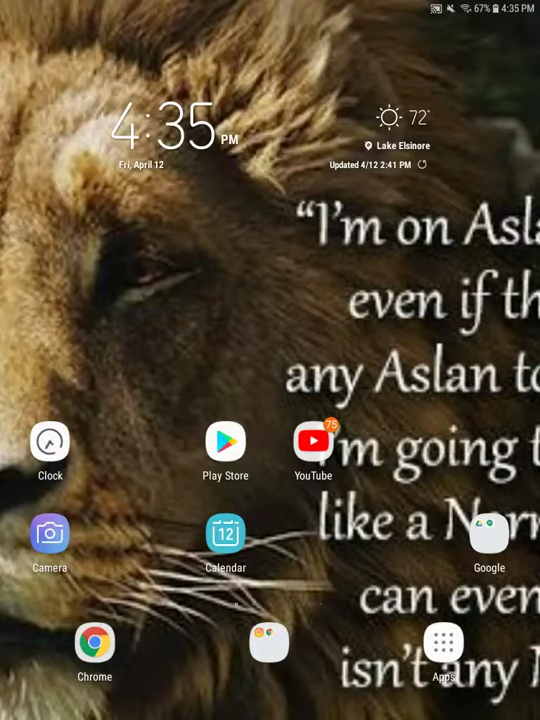 67% 4:35 PM
4:35 PM
72°
Lake Elsinore
Fri, April 12
Updated 4/12 2:41 PM
“I’m on Asla
even if th
any Aslan to
75
I’m going t
Clock
Play Store
YouTube
like a Narn
12
Camera
Calendar
Google
can even
isn’t any N
Chrome
Apps